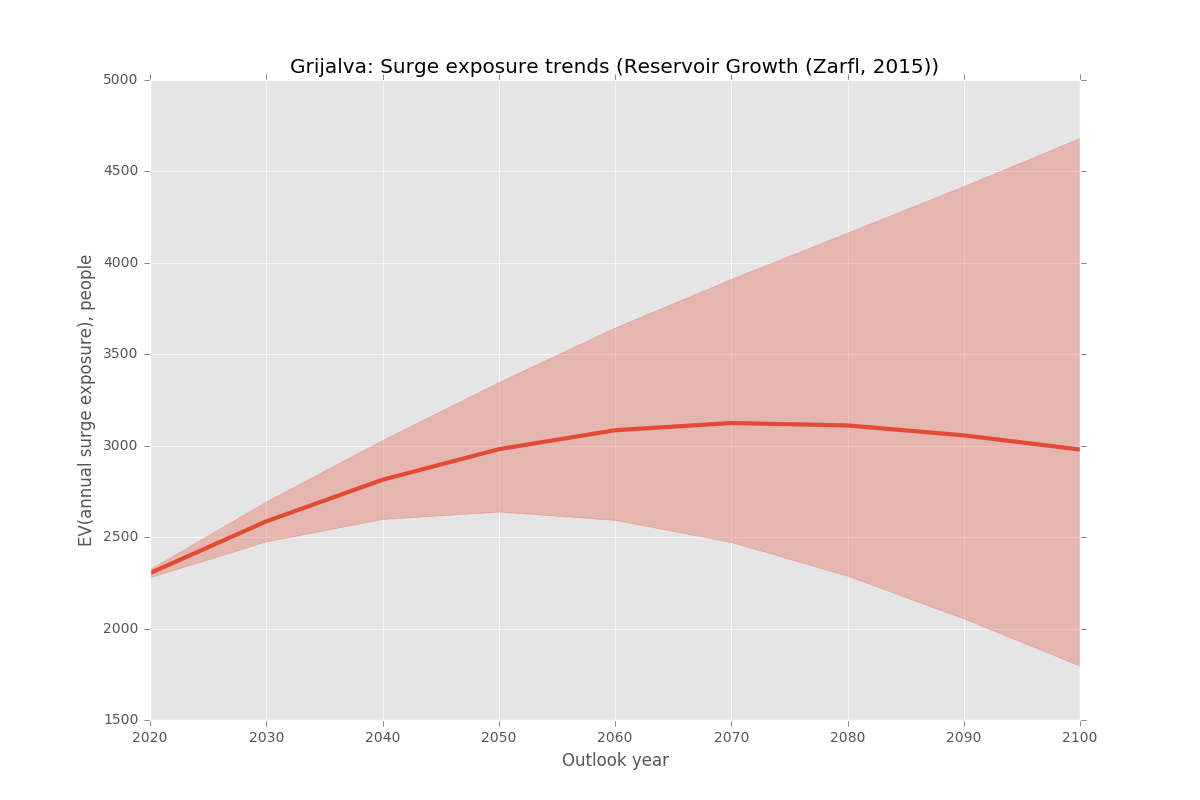 Grijalva: Surge exposure trends (Reservoir Growth (Zarfl, 2015))
5000
4500
4000
3500
3000
2500
2000
1500
EV(annual surge exposure), people
2020 2030 2040 2050 2060 2070 2080 2090 2100
Outlook year